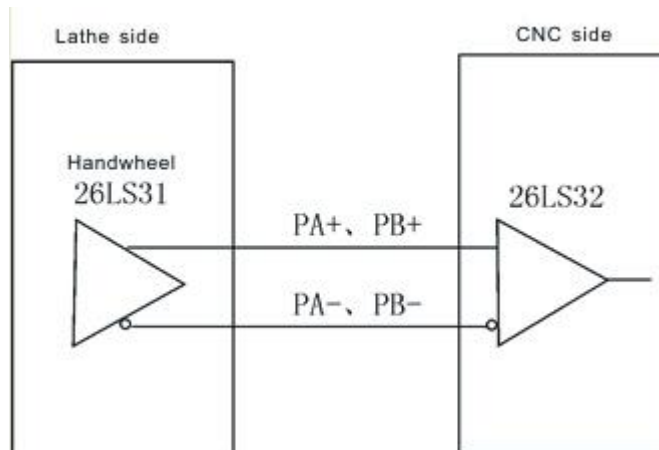 Lathe side
CNC side
Handwheel
26LS31
26LS32
PA+、PB+
PA-、PB-